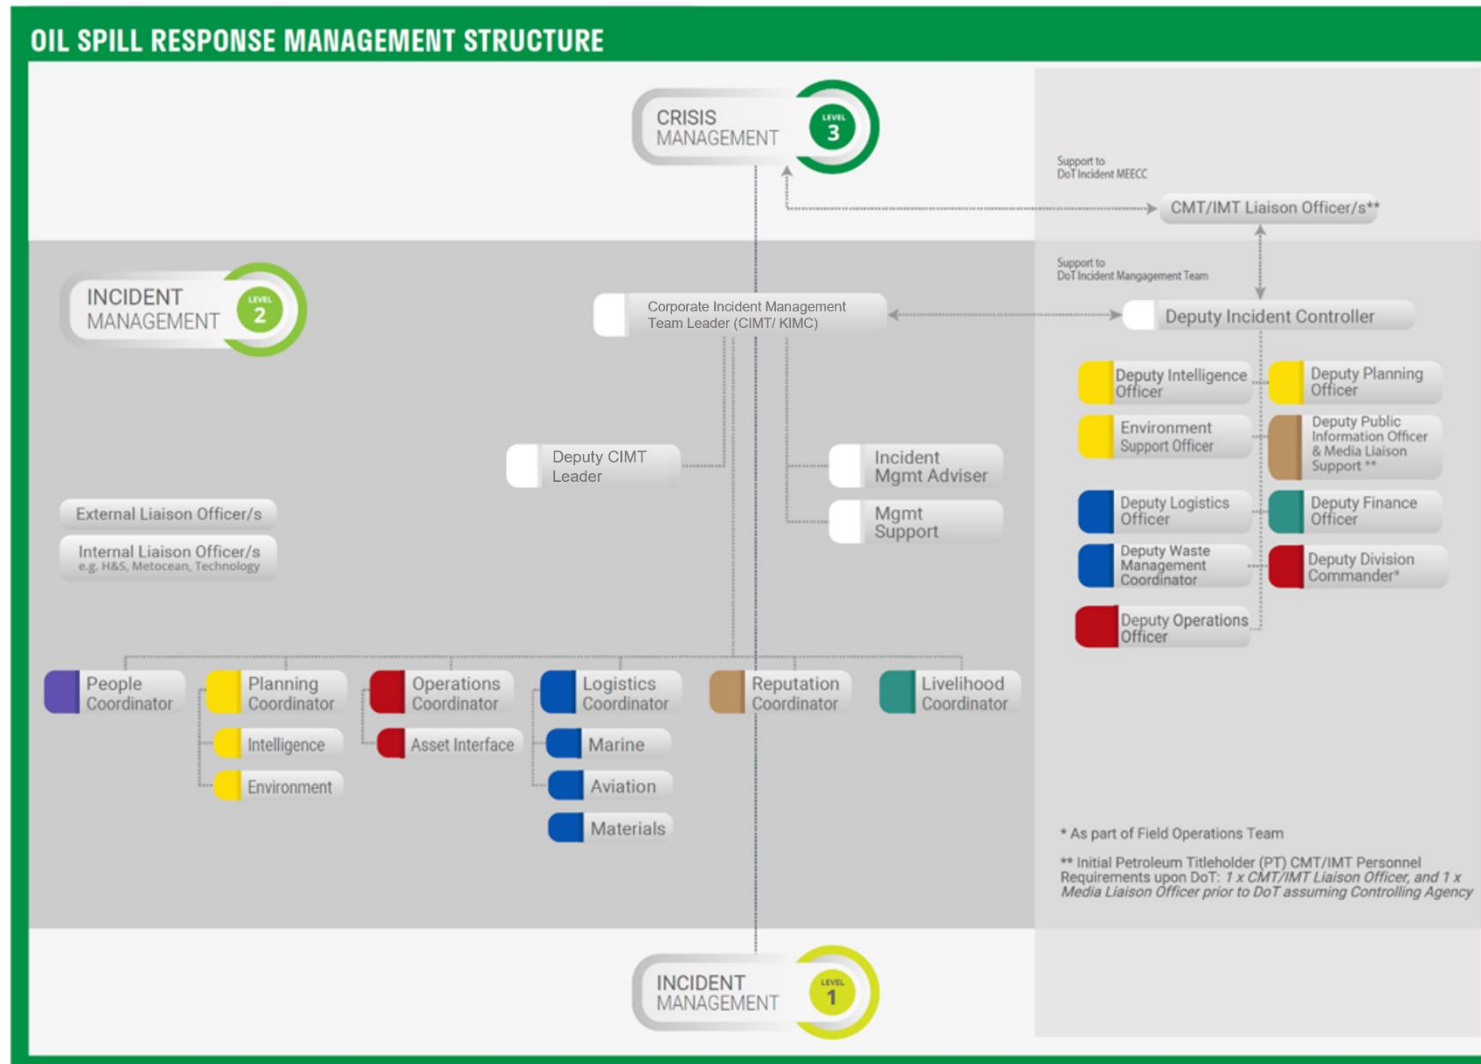 OIL SPILL RESPONSE MANAGEMENT STRUCTURE
CRISIS
MANAGEMENT
LEVEL
3
Support to
DoT Incident MEECC
CMT/IMT Liaison Officer/s**
INCIDENT
MANAGEMENT
LEVEL
2
Corporate Incident Management
Team Leader (CIMT/ KIMC)
Support to
DoT Incident Mangagement Team
Deputy Incident Controller
Deputy Intelligence
Officer
Deputy Planning
Officer
Environment
Support Officer
Deputy Public
Information Officer
& Media Liaison
Support **
Deputy Logistics
Officer
Deputy Finance
Officer
Deputy Waste
Management
Coordinator
Deputy Division
Commander*
Deputy Operations
Officer
Deputy CIMT
Leader
Incident
Mgmt Adviser
Mgmt
Support
External Liaison Officer/s
Internal Liaison Officer/s
e.g. H&S, Metocean, Technology
People
Coordinator
Planning
Coordinator
Intelligence
Environment
Operations
Coordinator
Asset Interface
Logistics
Coordinator
Marine
Aviation
Materials
Reputation
Coordinator
Livelihood
Coordinator
* As part of Field Operations Team
** Initial Petroleum Titleholder (PT) CMT/IMT Personnel
Requirements upon DoT: 1 x CMT/IMT Liaison Officer, and 1 x
Media Liaison Officer prior to DoT assuming Controlling Agency
INCIDENT
MANAGEMENT
LEVEL
1